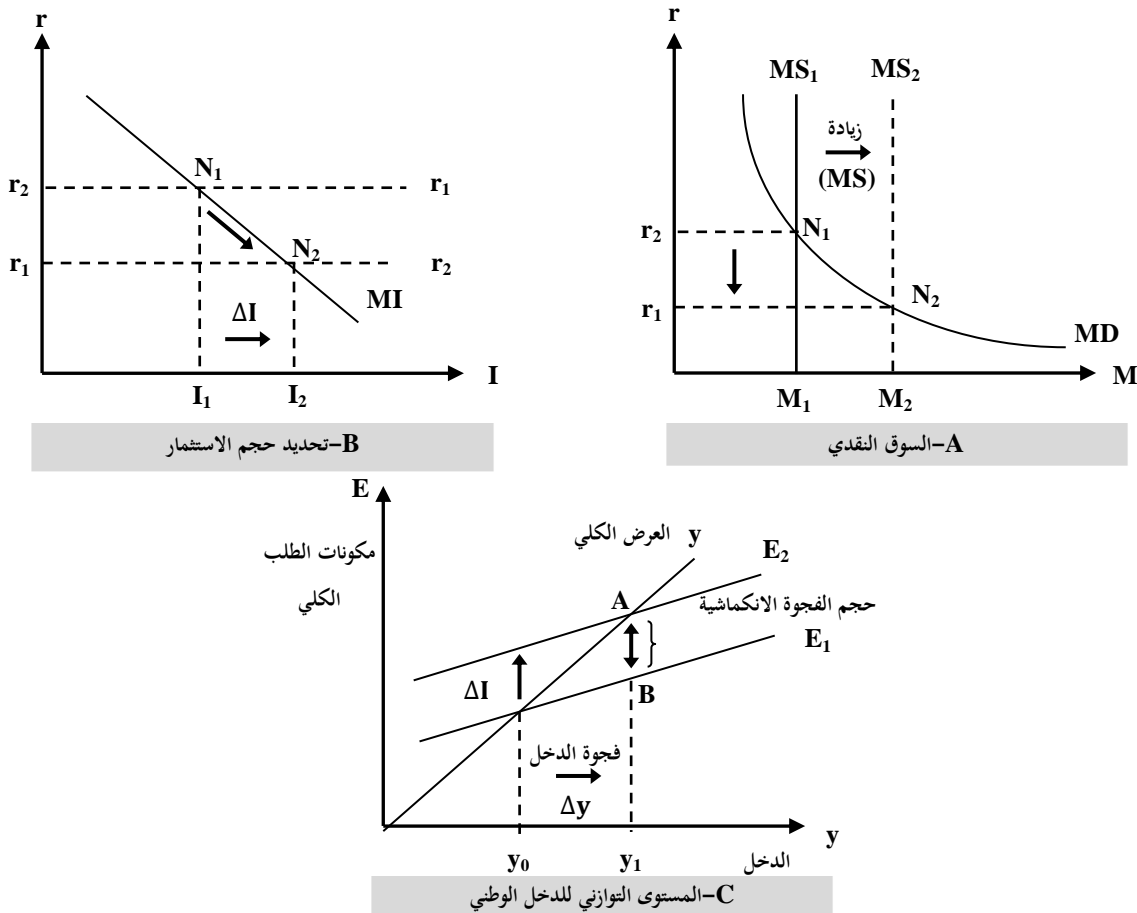 r
MS₁
MS₂
زيادة
(MS)
r₂
N₁
r₁
N₂
MD
M₁
M₂
M
A–السوق النقدي
r
N₁
r₂
r₁
N₂
r₁
r₂
MI
ΔI
I₁
I₂
I
B–تحديد حجم الاستثمار
E
مكونات الطلب
الكلي
العرض الكلي
y
E₂
A
حجم الفجوة الانكماشية
E₁
ΔI
B
فجوة الدخل
Δy
y
y₀
y₁
الدخل
C–المستوى التوازني للدخل الوطني